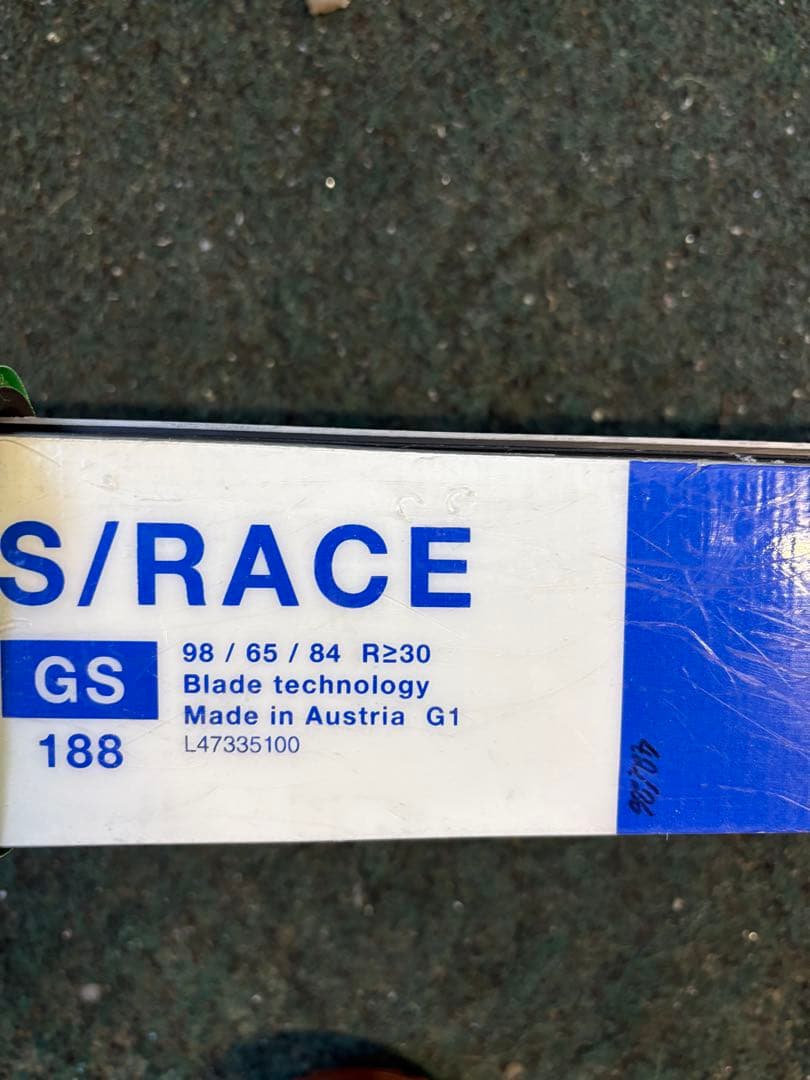 S/RACE
GS
188
98 / 65 / 84 R≥30
Blade technology
Made in Austria G1
L47335100